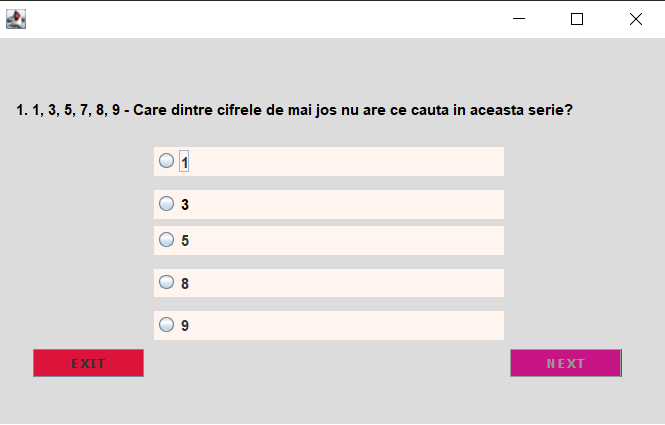 1. 1, 3, 5, 7, 8, 9 - Care dintre cifrele de mai jos nu are ce cauta in aceasta serie?
1
3
5
8
9
EXIT
NEXT